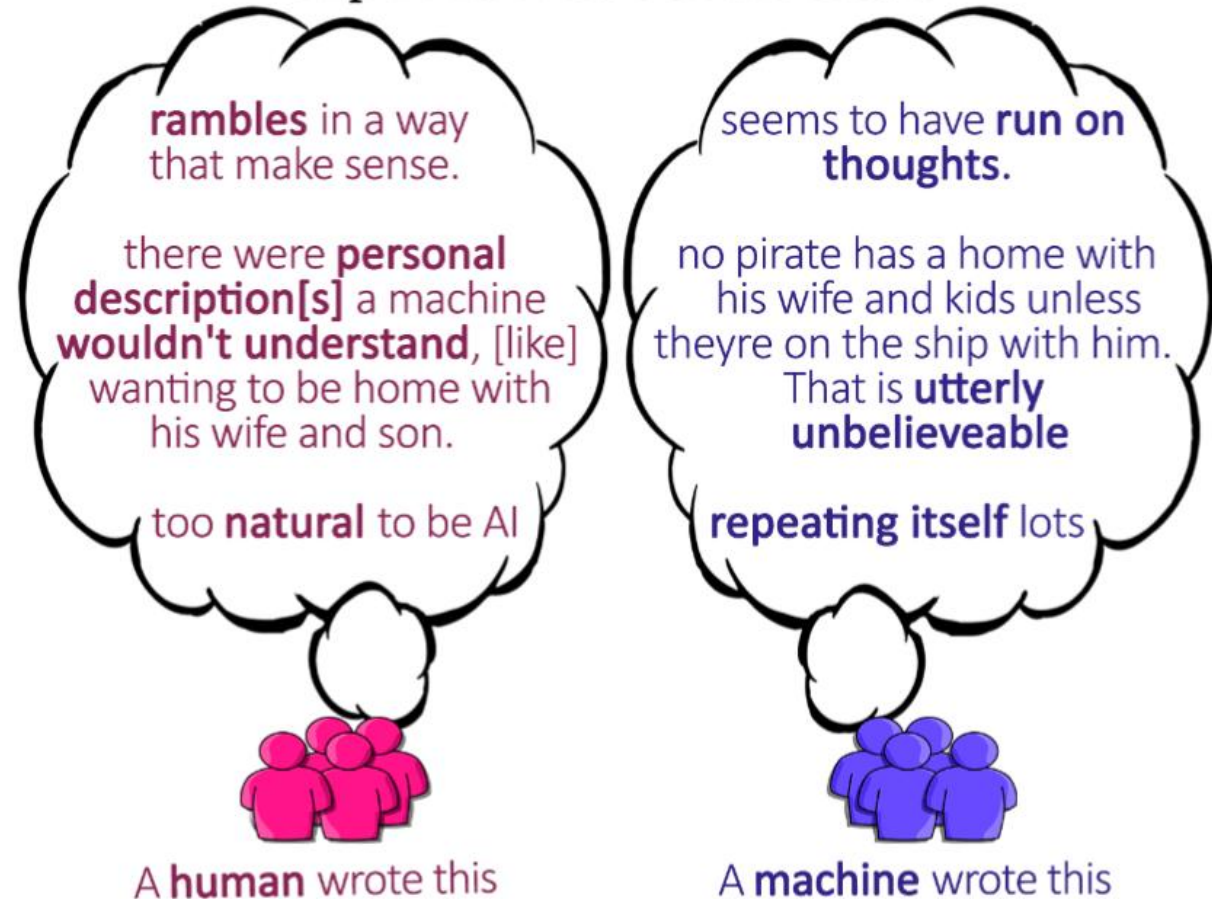 rambles in a way
that make sense.
there were personal
description[s] a machine
wouldn't understand, [like]
wanting to be home with
his wife and son.
too natural to be AI
A human wrote this
seems to have run on
thoughts.
no pirate has a home with
his wife and kids unless
theyre on the ship with him.
That is utterly
unbelieveable
repeating itself lots
A machine wrote this